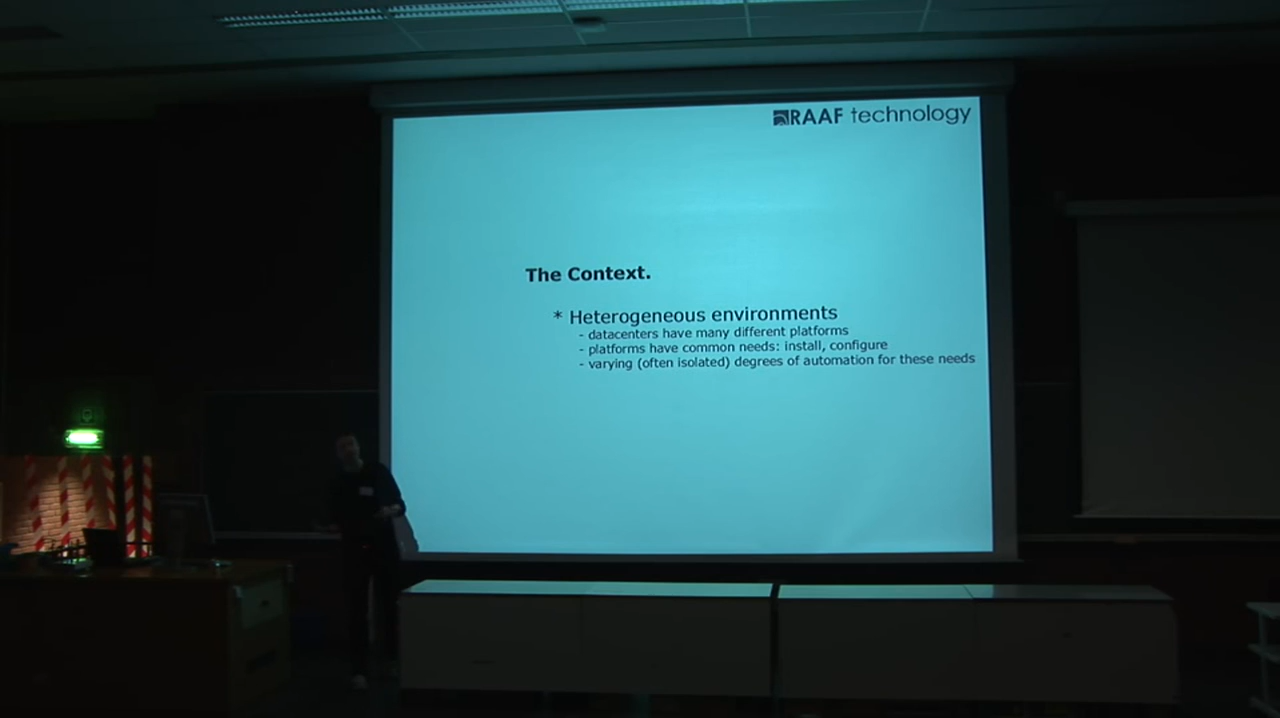 RAAF technology
The Context.
* Heterogeneous environments
- datacenters have many different platforms
- platforms have common needs: install, configure
- varying (often isolated) degrees of automation for these needs